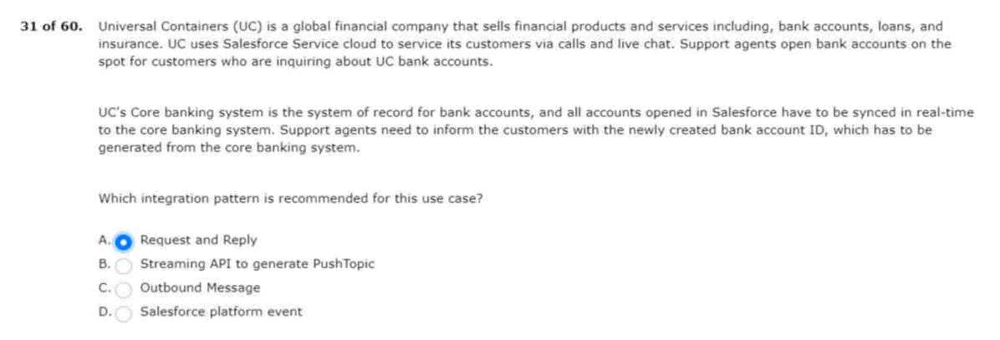 31 of 60. Universal Containers (UC) is a global financial company that sells financial products and services including, bank accounts, loans, and
insurance. UC uses Salesforce Service cloud to service its customers via calls and live chat. Support agents open bank accounts on the
spot for customers who are inquiring about UC bank accounts.
UC's Core banking system is the system of record for bank accounts, and all accounts opened in Salesforce have to be synced in real-time
to the core banking system. Support agents need to inform the customers with the newly created bank account ID, which has to be
generated from the core banking system.
Which integration pattern is recommended for this use case?
A. Request and Reply
B. Streaming API to generate PushTopic
C. Outbound Message
D. Salesforce platform event